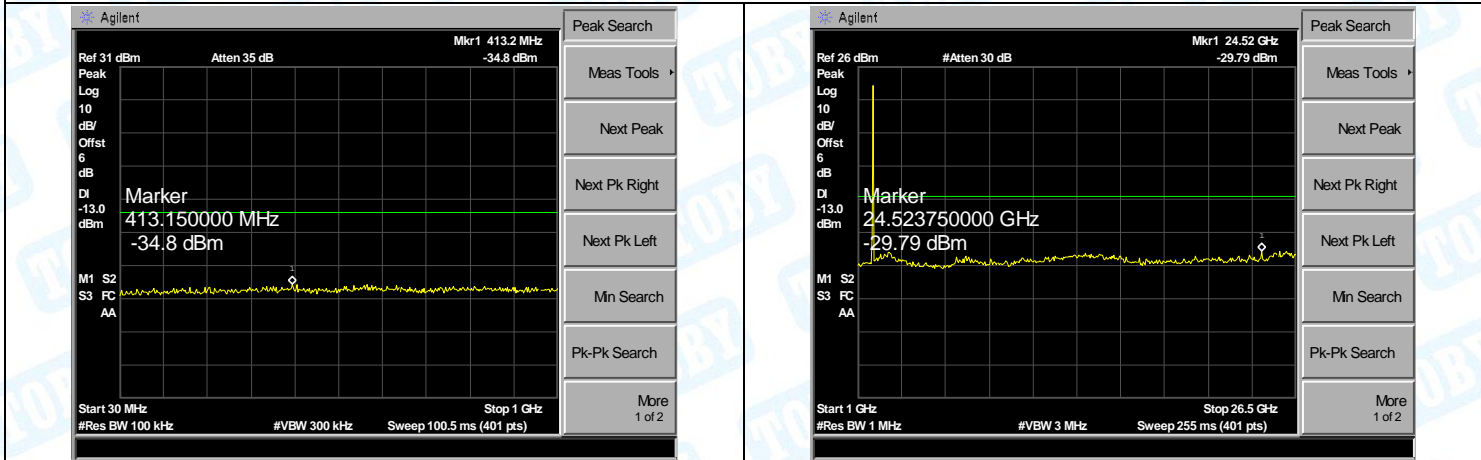 Agilent
Peak Search
Mkr1 413.2 MHz
Ref 31 dBm Atten 35 dB -34.8 dBm
Peak
Log
10
dB/
Offst
6
dB
DI
-13.0
dBm
Marker
413.150000 MHz
-34.8 dBm
1
M1 S2
S3 FC
AA
Start 30 MHz Stop 1 GHz
#Res BW 100 kHz #VBW 300 kHz Sweep 100.5 ms (401 pts)
Meas Tools
Next Peak
Next Pk Right
Next Pk Left
Min Search
Pk-Pk Search
More
1 of 2
Agilent
Peak Search
Mkr1 24.52 GHz
Ref 26 dBm #Atten 30 dB -29.79 dBm
Peak
Log
10
dB/
Offst
6
dB
DI
-13.0
dBm
Marker
24.523750000 GHz
-29.79 dBm
1
M1 S2
S3 FC
AA
Start 1 GHz Stop 26.5 GHz
#Res BW 1 MHz #VBW 3 MHz Sweep 255 ms (401 pts)
Meas Tools
Next Peak
Next Pk Right
Next Pk Left
Min Search
Pk-Pk Search
More
1 of 2
TOBY